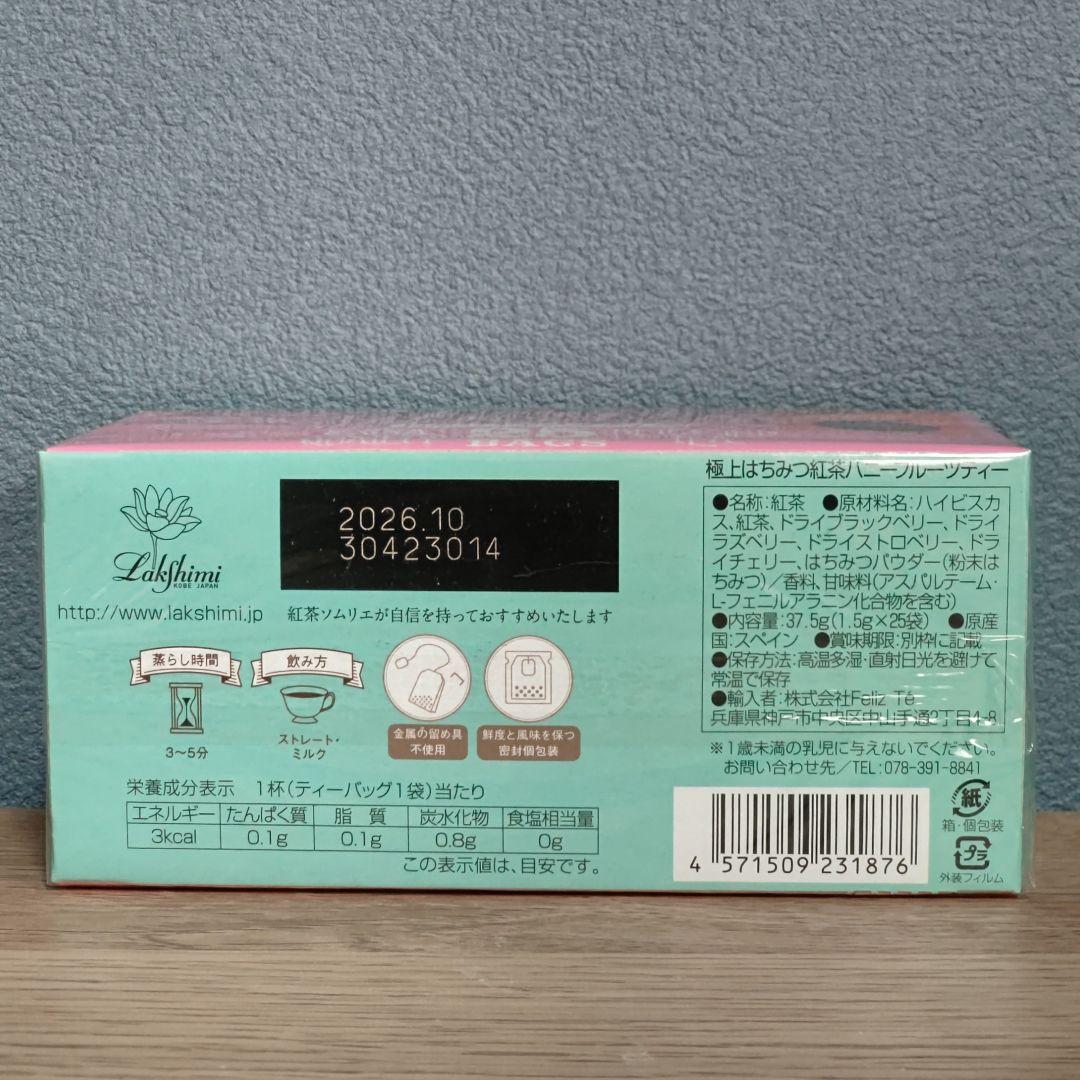 BAGS
Lakshimi
KOBE JAPAN
http://www.lakshimi.jp
2026.10
30423014
紅茶ソムリエが自信を持っておすすめいたします
蒸らし時間
3～5分
飲み方
ストレート・
ミルク
金属の留め具
不使用
鮮度と風味を保つ
密封個包装
栄養成分表示 1杯(ティーバッグ1袋)当たり
エネルギー たんぱく質 脂 質 炭水化物 食塩相当量
3kcal 0.1g 0.1g 0.8g 0g
この表示値は、目安です。
極上はちみつ紅茶ハニーフルーツティー
●名称:紅茶 ●原材料名:ハイビスカ
ス、紅茶、ドライブラックベリー、ドライ
ラズベリー、ドライストロベリー、ドラ
イチェリー、はちみつパウダー(粉末は
ちみつ)／香料、甘味料(アスパルテーム・
L-フェニルアラニン化合物を含む)
●内容量:37.5g(1.5g×25袋) ●原産
国:スペイン ●賞味期限:別枠に記載
●保存方法:高温多湿・直射日光を避けて
常温で保存
●輸入者:株式会社Feliz Té
兵庫県神戸市中央区中山手通2丁目4-8
※1歳未満の乳児に与えないでください。
お問い合わせ先／TEL:078-391-8841
4 571509 231876
紙
箱・個包装
プラ
外装フィルム